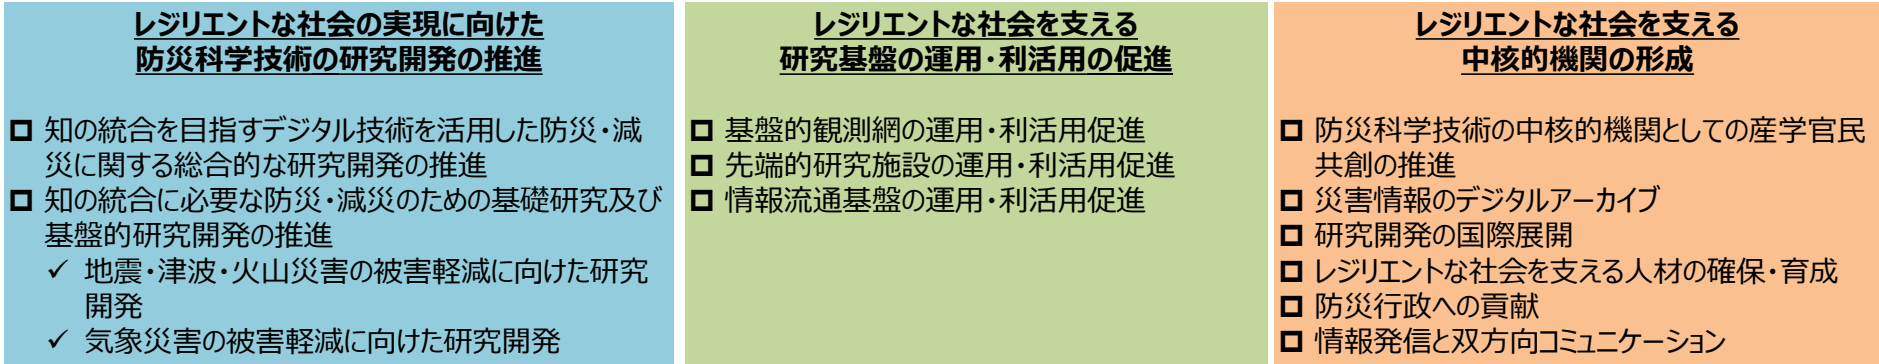 レジリエントな社会の実現に向けた
防災科学技術の研究開発の推進
❑ 知の統合を目指すデジタル技術を活用した防災・減
災に関する総合的な研究開発の推進
❑ 知の統合に必要な防災・減災のための基礎研究及び
基盤的研究開発の推進
✓ 地震・津波・火山災害の被害軽減に向けた研究
開発
✓ 気象災害の被害軽減に向けた研究開発
レジリエントな社会を支える
研究基盤の運用・利活用の促進
❑ 基盤的観測網の運用・利活用促進
❑ 先端的研究施設の運用・利活用促進
❑ 情報流通基盤の運用・利活用促進
レジリエントな社会を支える
中核的機関の形成
❑ 防災科学技術の中核的機関としての産学官民
共創の推進
❑ 災害情報のデジタルアーカイブ
❑ 研究開発の国際展開
❑ レジリエントな社会を支える人材の確保・育成
❑ 防災行政への貢献
❑ 情報発信と双方向コミュニケーション